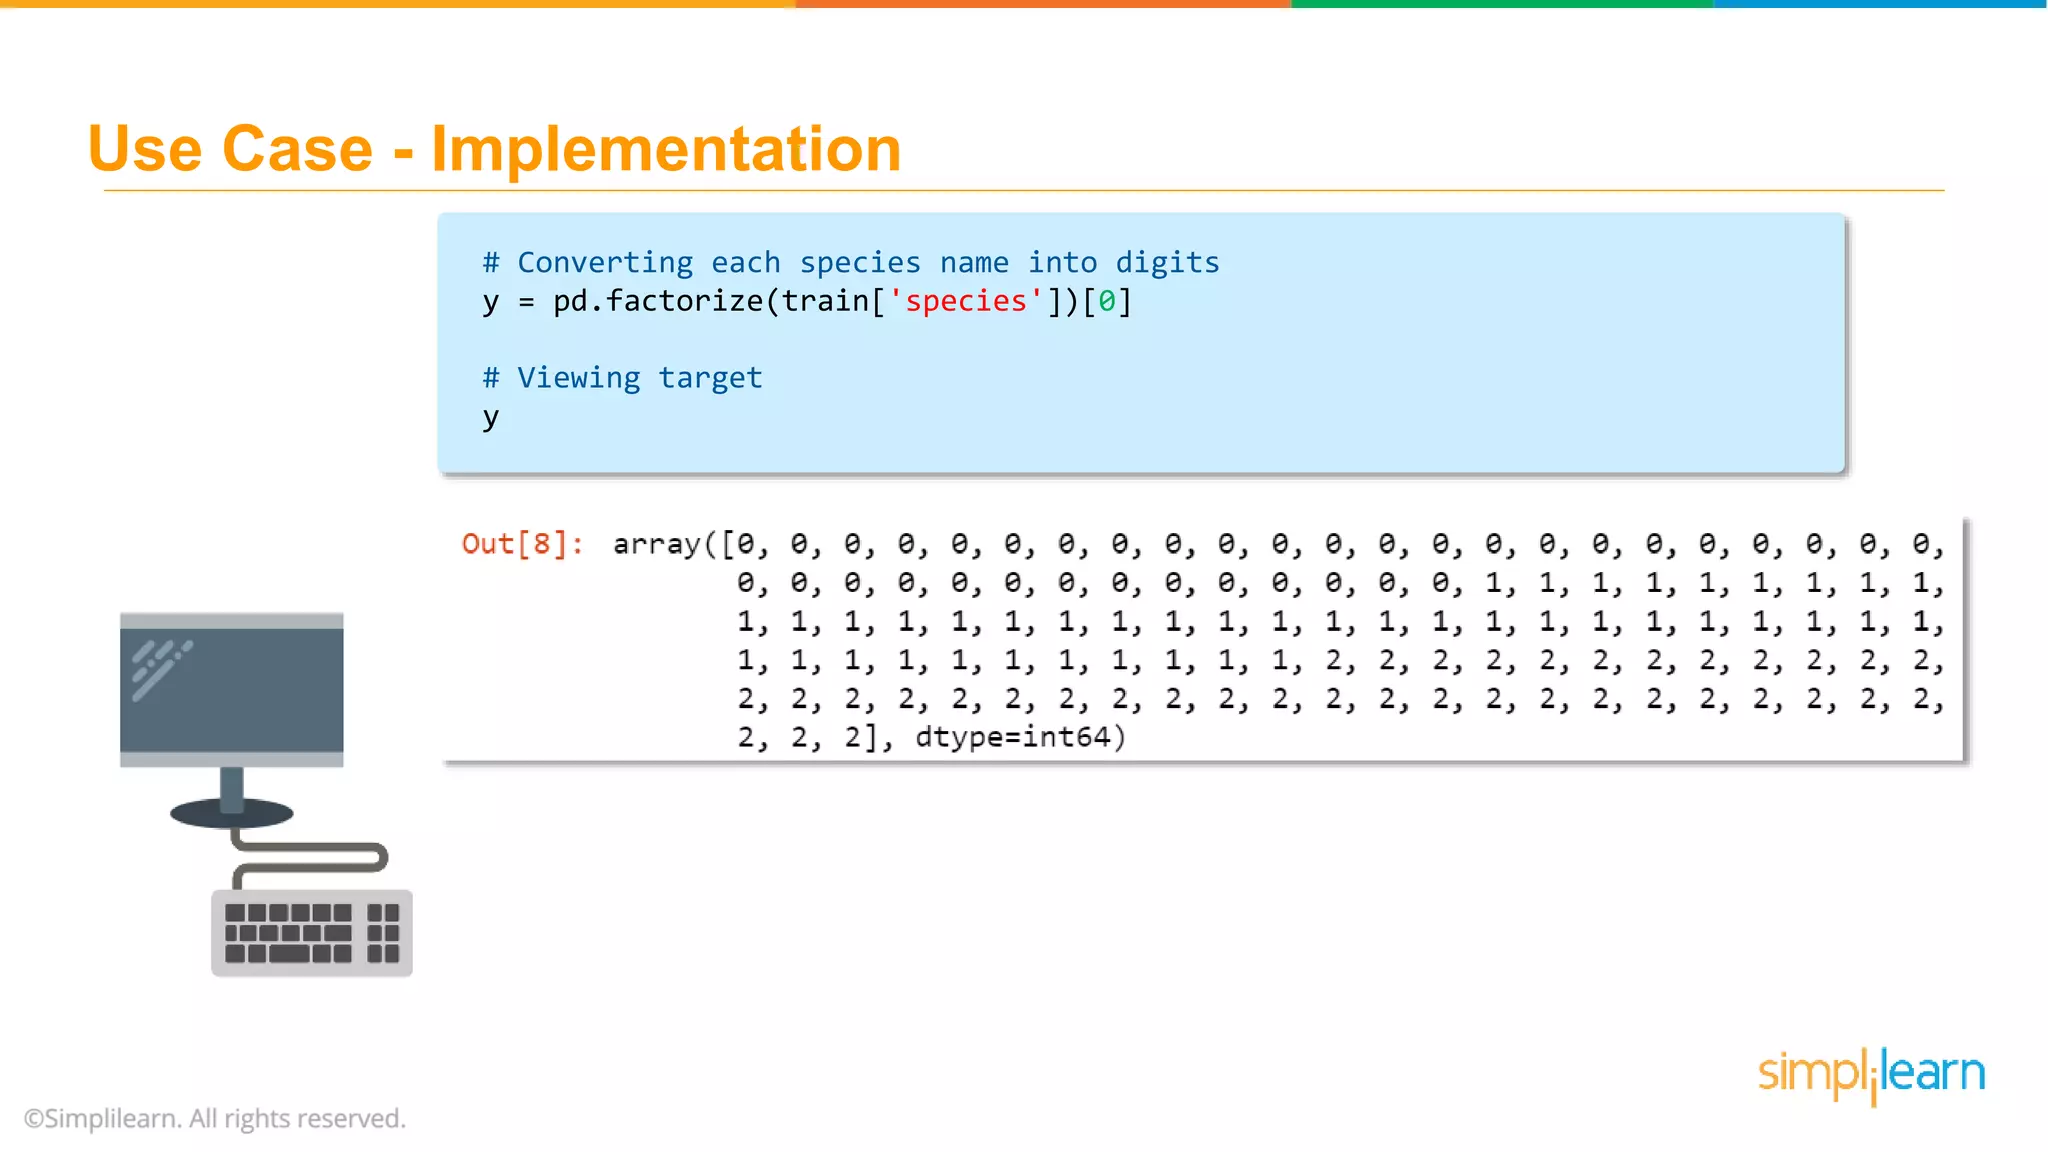 Use Case - Implementation
# Converting each species name into digits
y = pd.factorize(train['species'])[0]
# Viewing target
y
Out[8]: array([0, 0, 0, 0, 0, 0, 0, 0, 0, 0, 0, 0, 0, 0, 0, 0, 0, 0, 0, 0, 0, 0, 0,
0, 0, 0, 0, 0, 0, 0, 0, 0, 0, 0, 0, 0, 0, 1, 1, 1, 1, 1, 1, 1, 1, 1,
1, 1, 1, 1, 1, 1, 1, 1, 1, 1, 1, 1, 1, 1, 1, 1, 1, 1, 1, 1, 1, 1, 1,
1, 1, 1, 1, 1, 1, 1, 1, 1, 1, 1, 2, 2, 2, 2, 2, 2, 2, 2, 2, 2, 2, 2,
2, 2, 2, 2, 2, 2, 2, 2, 2, 2, 2, 2, 2, 2, 2, 2, 2, 2, 2, 2, 2, 2, 2,
2, 2, 2], dtype=int64)
simplilearn
©Simplilearn. All rights reserved.